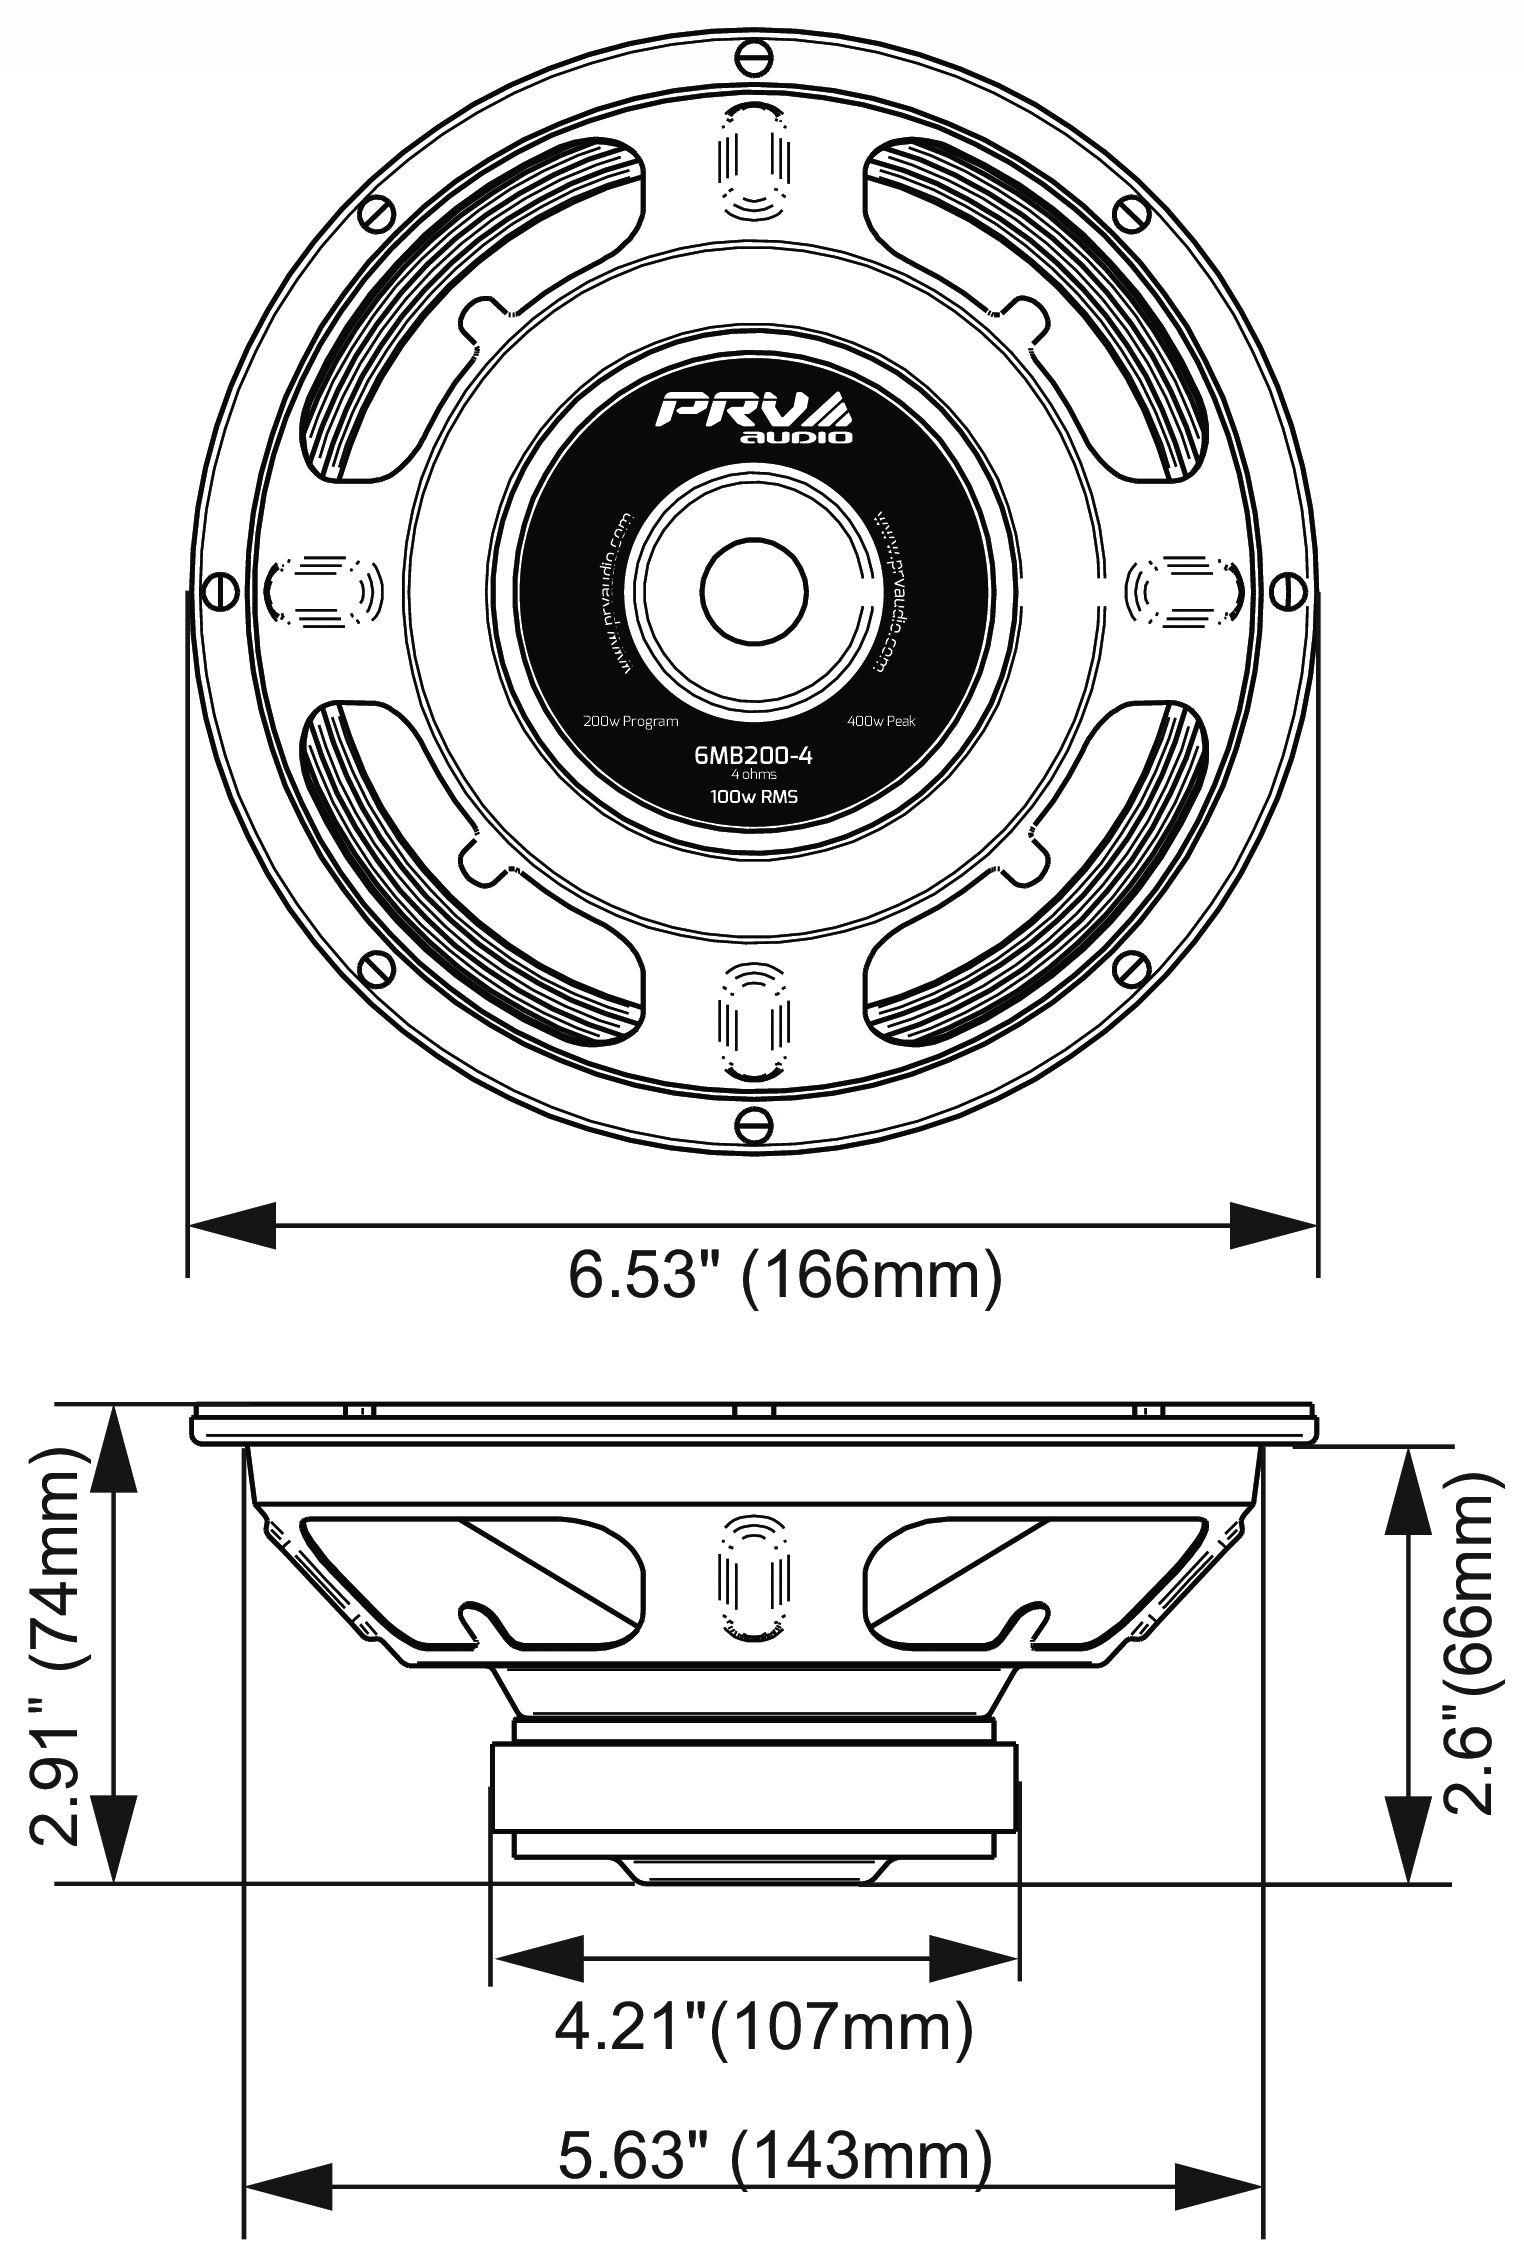 PRV
AUDIO
www.prvaudio.com
www.prvaudio.com
200w Program
400w Peak
6MB200-4
4 ohms
100w RMS
6.53" (166mm)
2.91" (74mm)
2.6"(66mm)
4.21"(107mm)
5.63" (143mm)